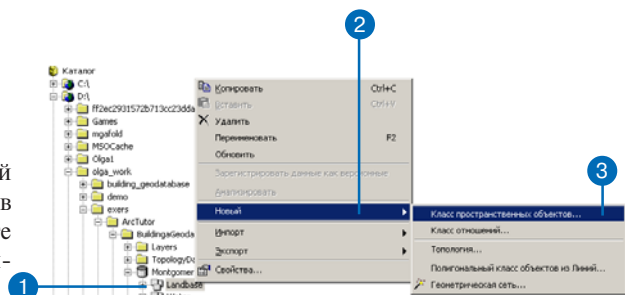 2
Каталог
C:\
D:\
ff2ec2931572b713cc23dda
Games
mgafold
MSOCache
Olga1
olga_work
building_geodatabase
demo
exers
ArcTutor
BuildingaGeoda
Layers
TopologyDa
Montgomer
Landbase
1
й
в
те
-
Копировать Ctrl+C
Вставить Ctrl+V
Удалить
Переименовать F2
Обновить
Зарегистрировать данные как версионные
Анализировать
Новый
Импорт
Экспорт
Свойства...
3
Класс пространственных объектов...
Класс отношений...
Топология...
Полигональный класс объектов из Линий...
Геометрическая сеть...